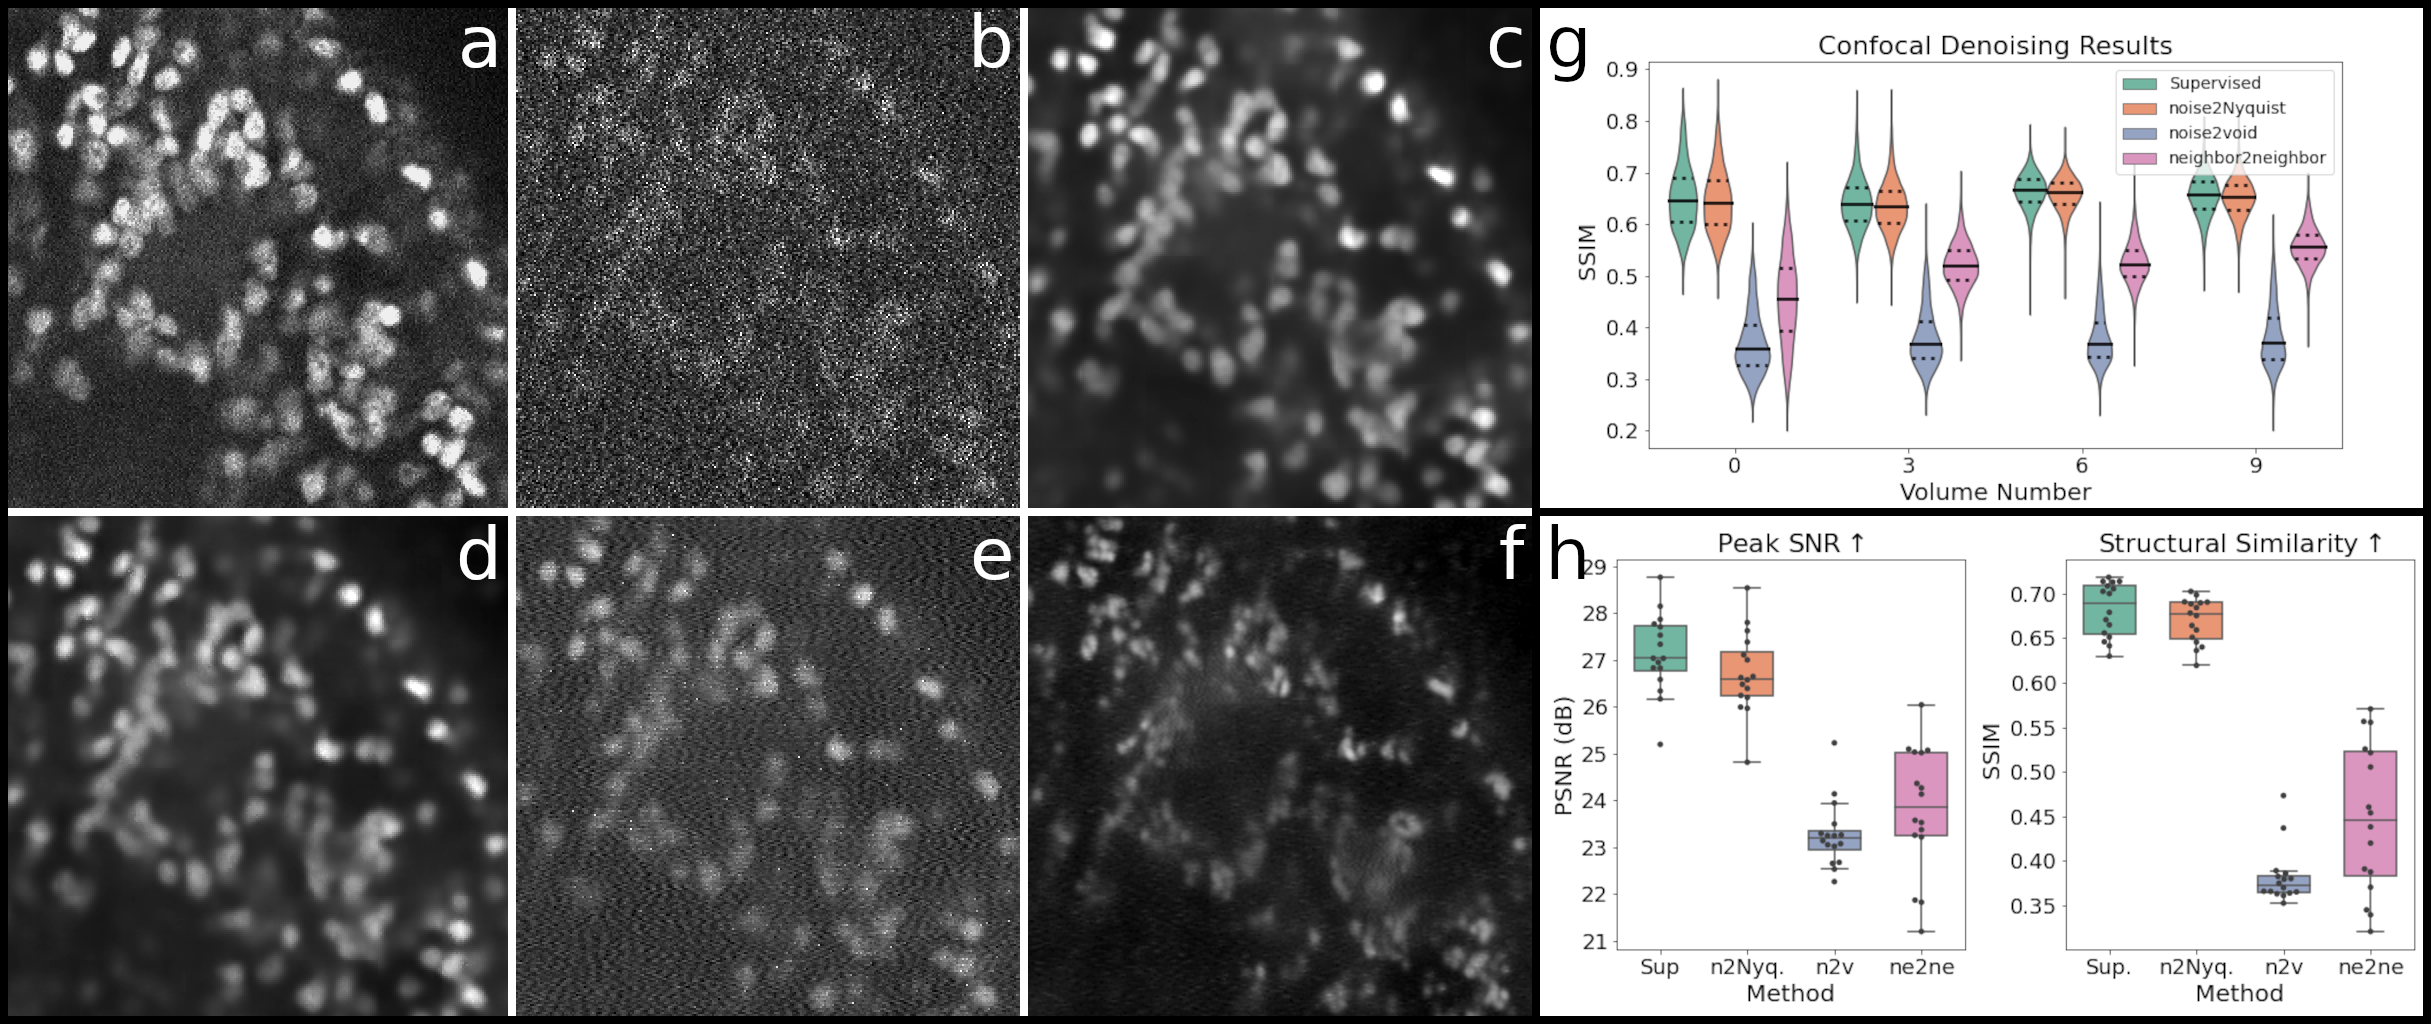 a
b
c
d
e
f
g
Confocal Denoising Results
Supervised
noise2Nyquist
noise2void
neighbor2neighbor
0.9
0.8
0.7
0.6
0.5
0.4
0.3
0.2
SSIM
0 3 6 9
Volume Number
h
Peak SNR ↑
29
28
27
26
25
24
23
22
21
PSNR (dB)
Sup n2Nyq. n2v ne2ne
Method
Structural Similarity ↑
0.70
0.65
0.60
0.55
0.50
0.45
0.40
0.35
SSIM
Sup. n2Nyq. n2v ne2ne
Method